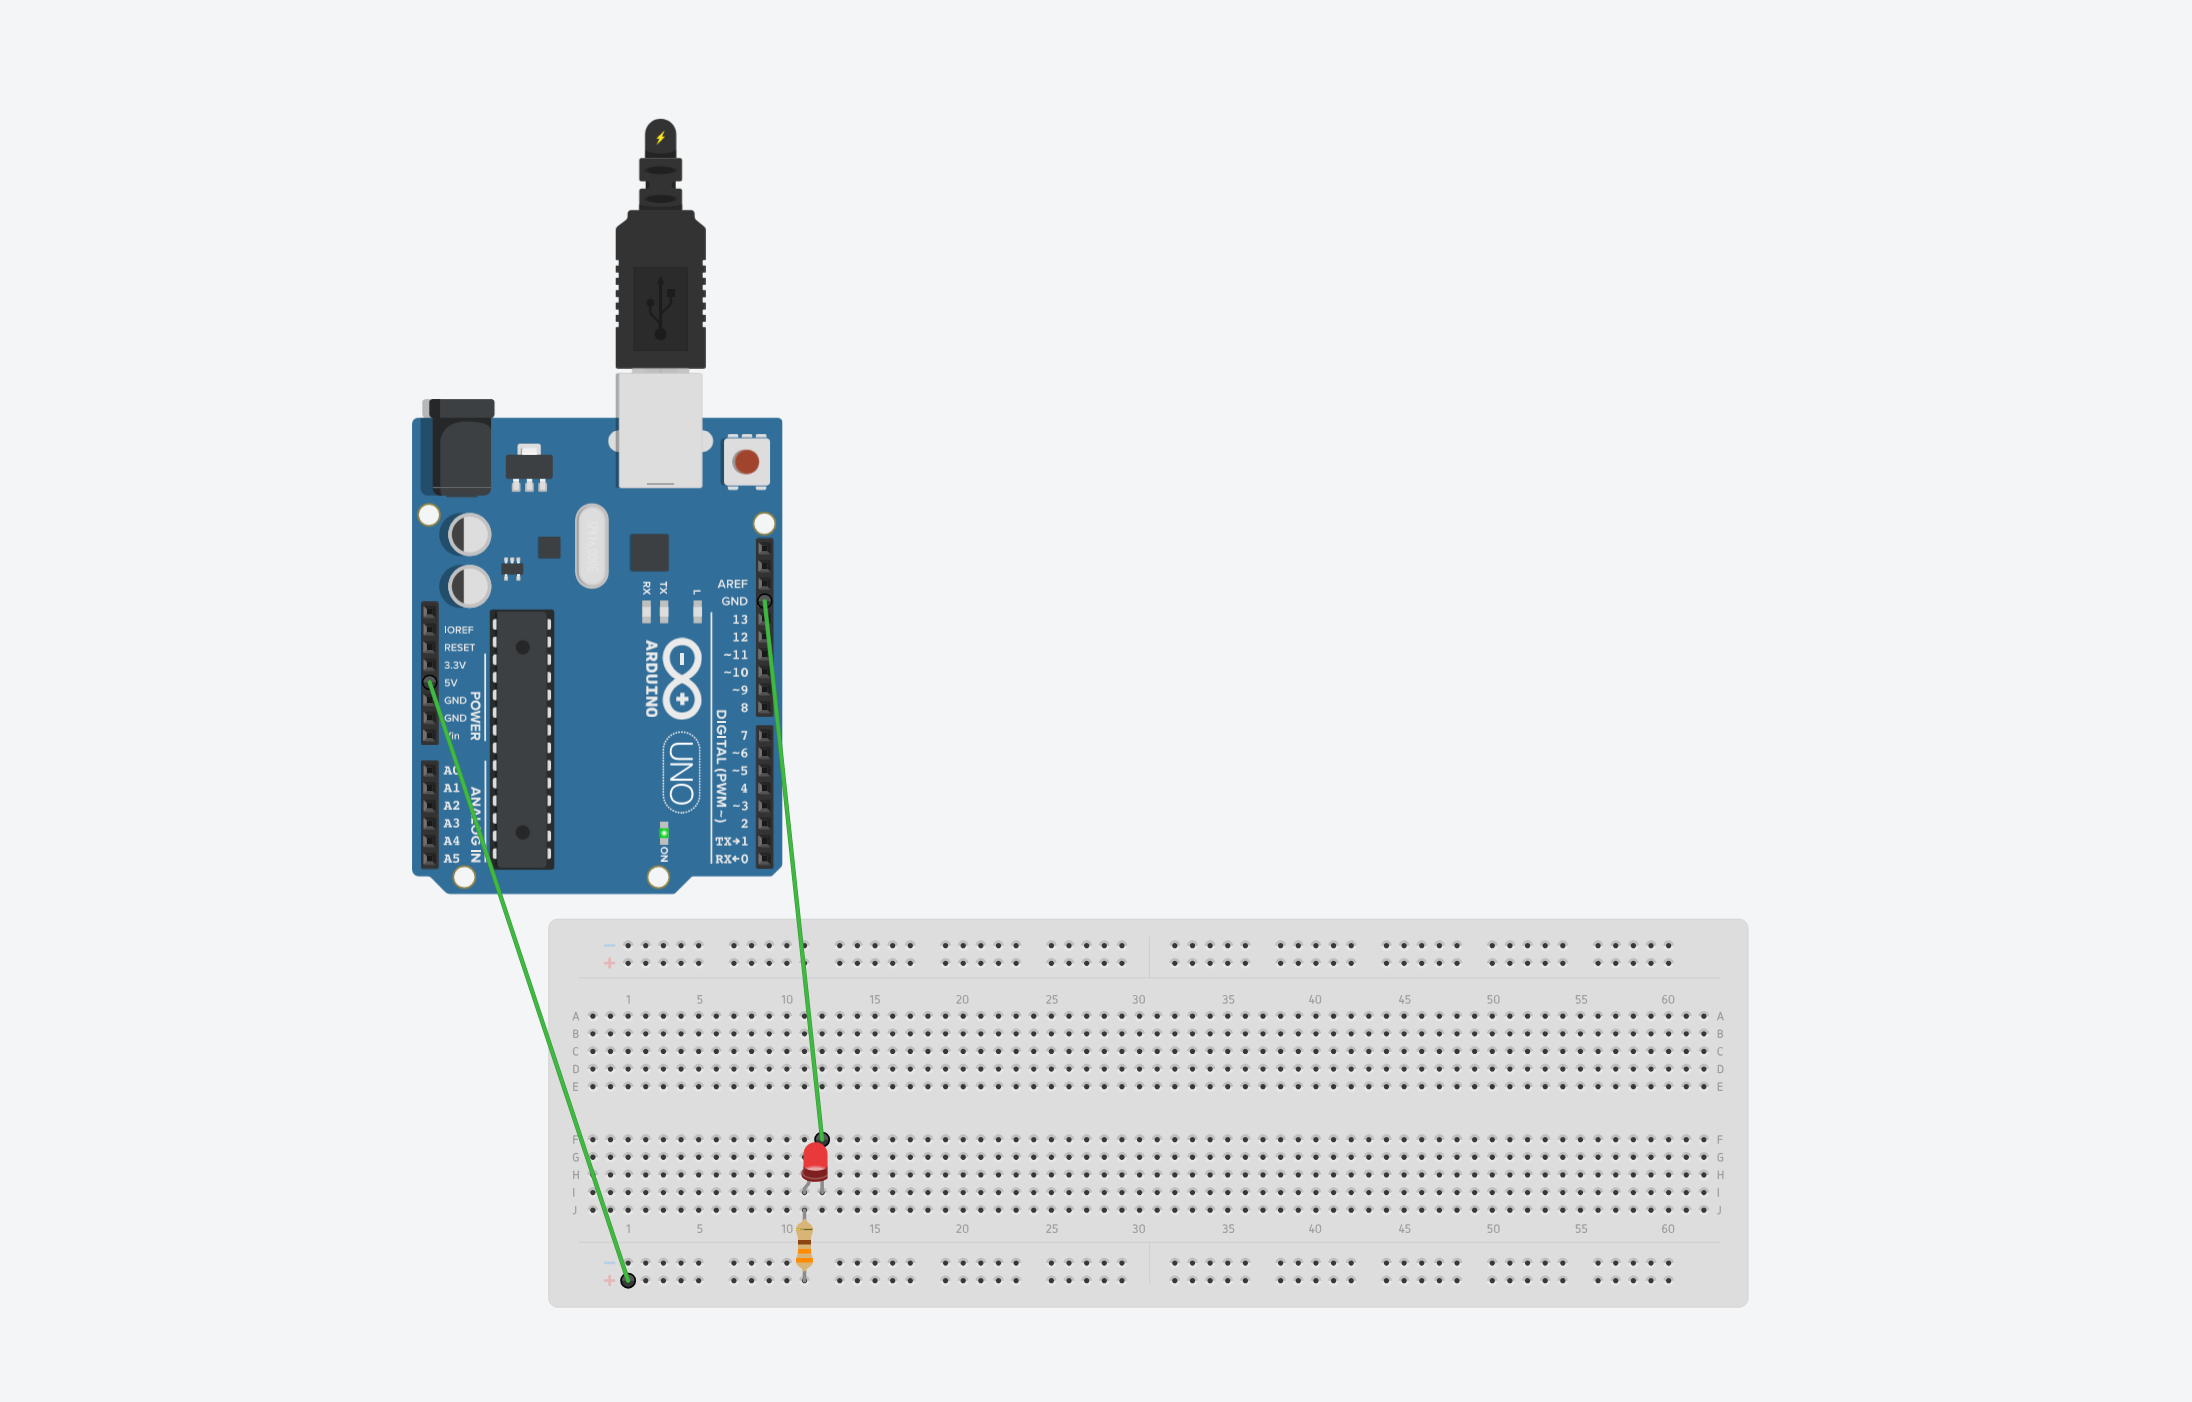 AREF
GND
13
12
~11
~10
~9
8
7
~6
~5
4
~3
2
TX→1
RX←0
DIGITAL (PWM~)
RX
TX
L
ARDUINO
UNO
ON
IOREF
RESET
3.3V
5V
GND
GND
POWER
A0
A1
A2
A3
A4
A5
ANALOG IN
− 
+
1 5 10 15 20 25 30 35 40 45 50 55 60
A A
B B
C C
D D
E E
F F
G G
H H
I I
J J
1 5 10 15 20 25 30 35 40 45 50 55 60
−
+